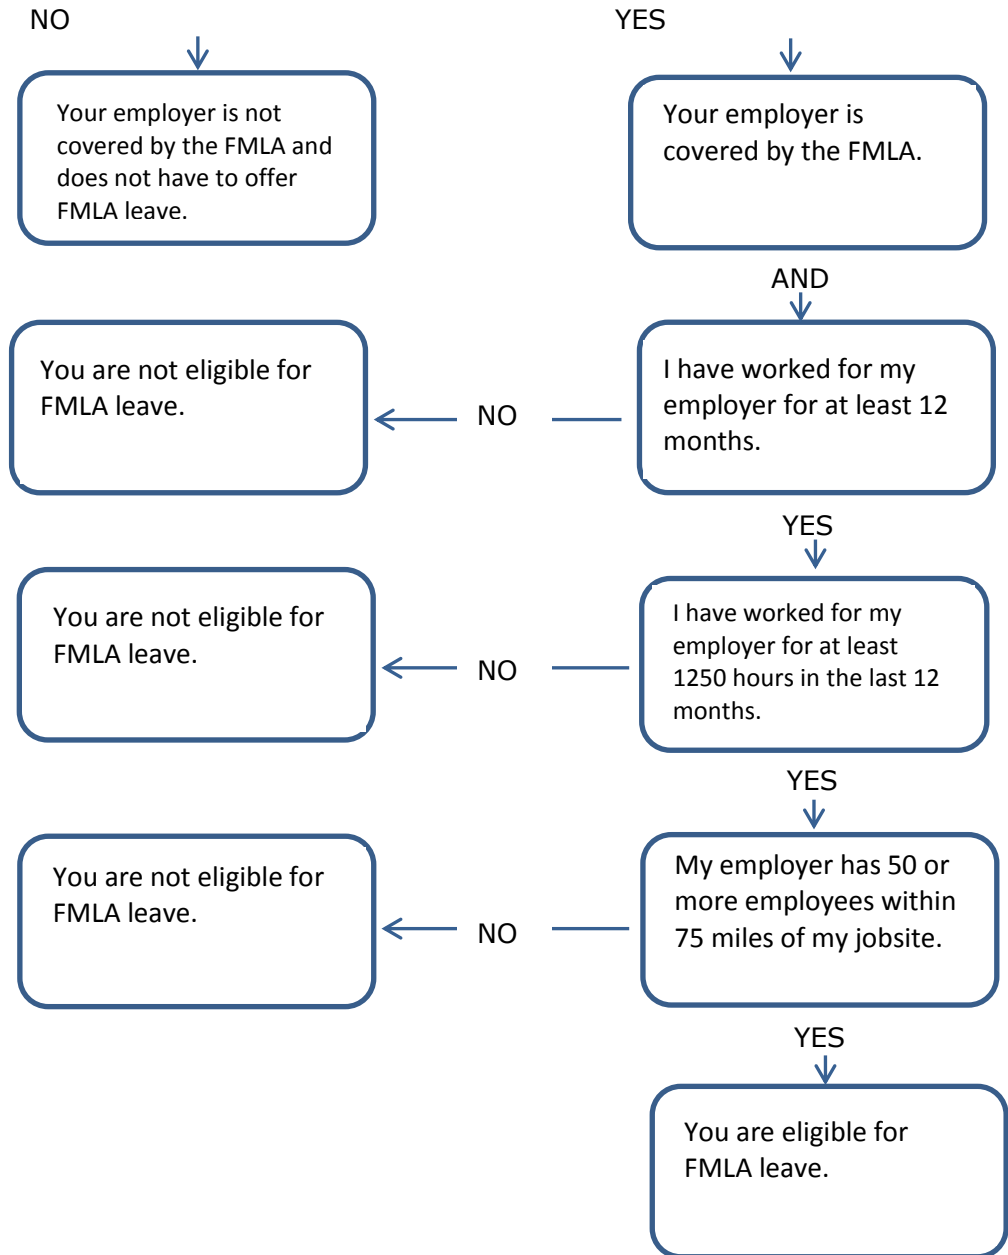 NO
YES
Your employer is not
covered by the FMLA and
does not have to offer
FMLA leave.
Your employer is
covered by the FMLA.
AND
You are not eligible for
FMLA leave.
NO
I have worked for my
employer for at least 12
months.
YES
You are not eligible for
FMLA leave.
NO
I have worked for my
employer for at least
1250 hours in the last 12
months.
YES
You are not eligible for
FMLA leave.
NO
My employer has 50 or
more employees within
75 miles of my jobsite.
YES
You are eligible for
FMLA leave.